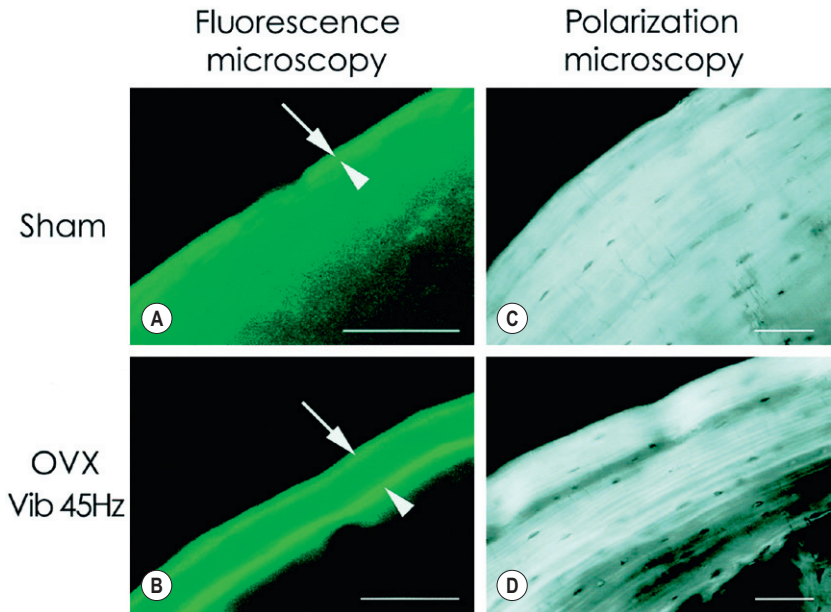 Fluorescence
microscopy
Polarization
microscopy
Sham
A
C
OVX
Vib 45Hz
B
D